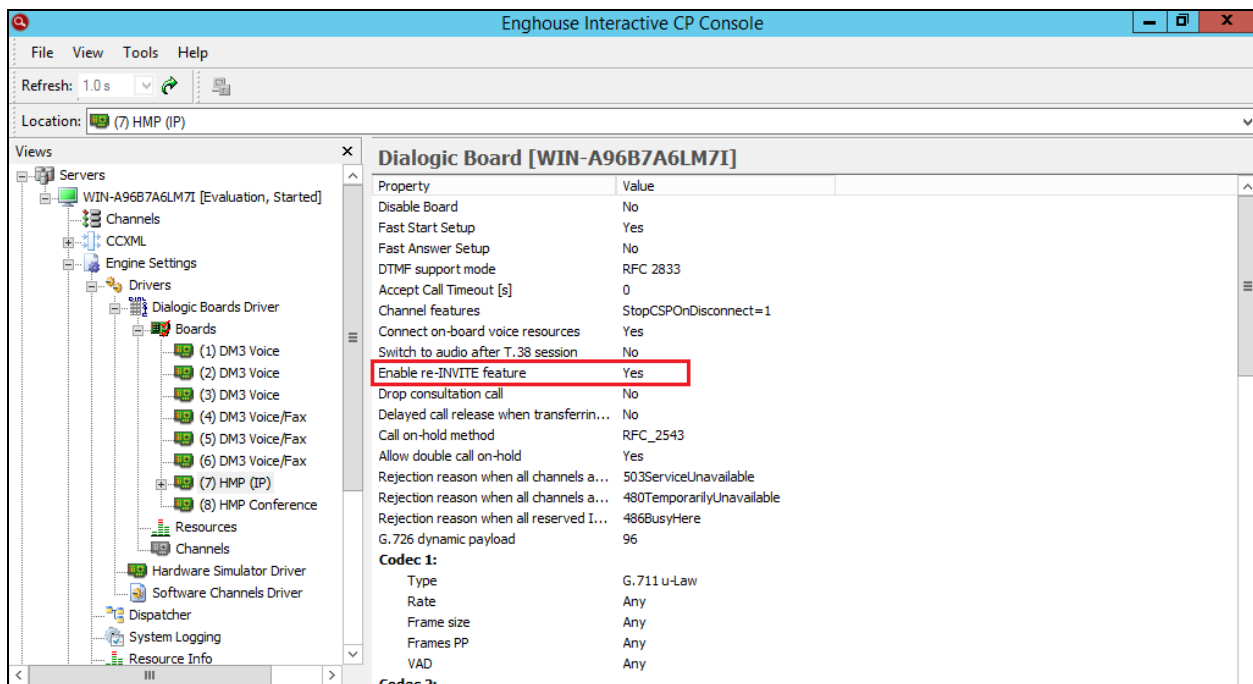 Enghouse Interactive CP Console
File View Tools Help
Refresh: 1.0 s
Location: (7) HMP (IP)
Views
Servers
WIN-A96B7A6LM7I [Evaluation, Started]
Channels
CCXML
Engine Settings
Drivers
Dialogic Boards Driver
Boards
(1) DM3 Voice
(2) DM3 Voice
(3) DM3 Voice
(4) DM3 Voice/Fax
(5) DM3 Voice/Fax
(6) DM3 Voice/Fax
(7) HMP (IP)
(8) HMP Conference
Resources
Channels
Hardware Simulator Driver
Software Channels Driver
Dispatcher
System Logging
Resource Info
Dialogic Board [WIN-A96B7A6LM7I]
Property Value
Disable Board No
Fast Start Setup Yes
Fast Answer Setup No
DTMF support mode RFC 2833
Accept Call Timeout [s] 0
Channel features StopCSPOnDisconnect=1
Connect on-board voice resources Yes
Switch to audio after T.38 session No
Enable re-INVITE feature Yes
Drop consultation call No
Delayed call release when transferrin... No
Call on-hold method RFC_2543
Allow double call on-hold Yes
Rejection reason when all channels a... 503ServiceUnavailable
Rejection reason when all channels a... 480TemporarilyUnavailable
Rejection reason when all reserved I... 486BusyHere
G.726 dynamic payload 96
Codec 1:
Type G.711 u-Law
Rate Any
Frame size Any
Frames PP Any
VAD Any
Codec 2: